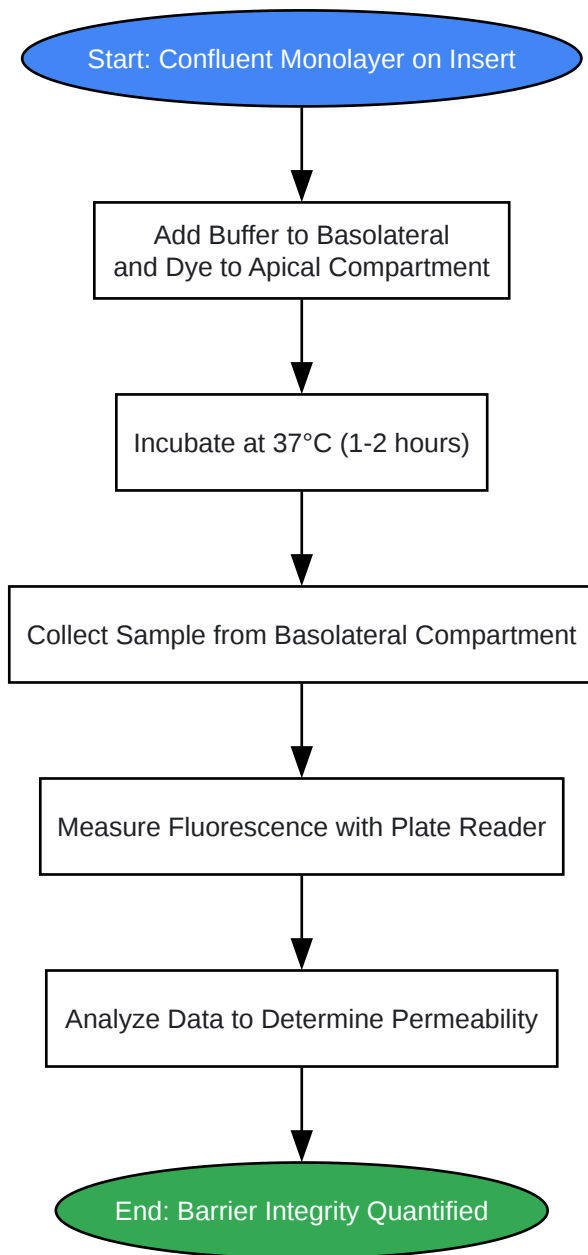 Start: Confluent Monolayer on Insert
Add Buffer to Basolateral
and Dye to Apical Compartment
Incubate at 37°C (1-2 hours)
Collect Sample from Basolateral Compartment
Measure Fluorescence with Plate Reader
Analyze Data to Determine Permeability
End: Barrier Integrity Quantified